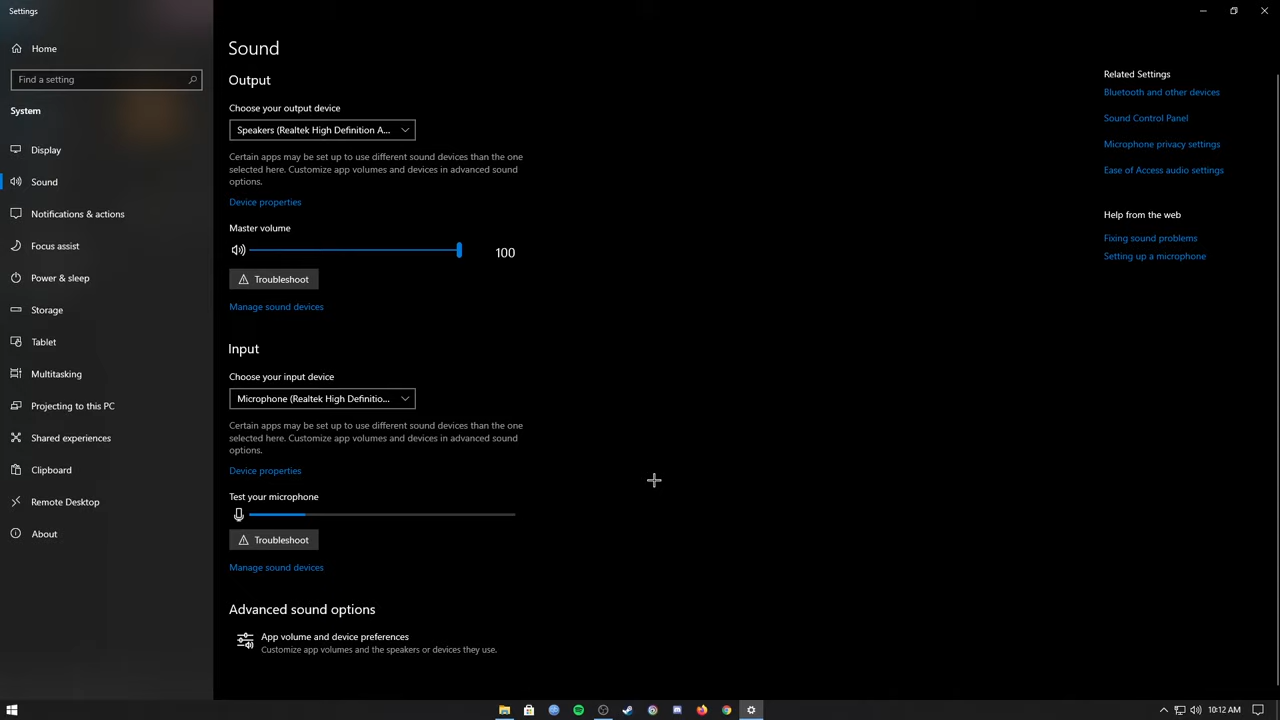 Settings
Home
Find a setting
System
Display
Sound
Notifications & actions
Focus assist
Power & sleep
Storage
Tablet
Multitasking
Projecting to this PC
Shared experiences
Clipboard
Remote Desktop
About
Sound
Output
Choose your output device
Speakers (Realtek High Definition A...
Certain apps may be set up to use different sound devices than the one
selected here. Customize app volumes and devices in advanced sound
options.
Device properties
Master volume
100
Troubleshoot
Manage sound devices
Input
Choose your input device
Microphone (Realtek High Definitio...
Certain apps may be set up to use different sound devices than the one
selected here. Customize app volumes and devices in advanced sound
options.
Device properties
Test your microphone
Troubleshoot
Manage sound devices
Advanced sound options
App volume and device preferences
Customize app volumes and the speakers or devices they use.
Related Settings
Bluetooth and other devices
Sound Control Panel
Microphone privacy settings
Ease of Access audio settings
Help from the web
Fixing sound problems
Setting up a microphone
10:12 AM